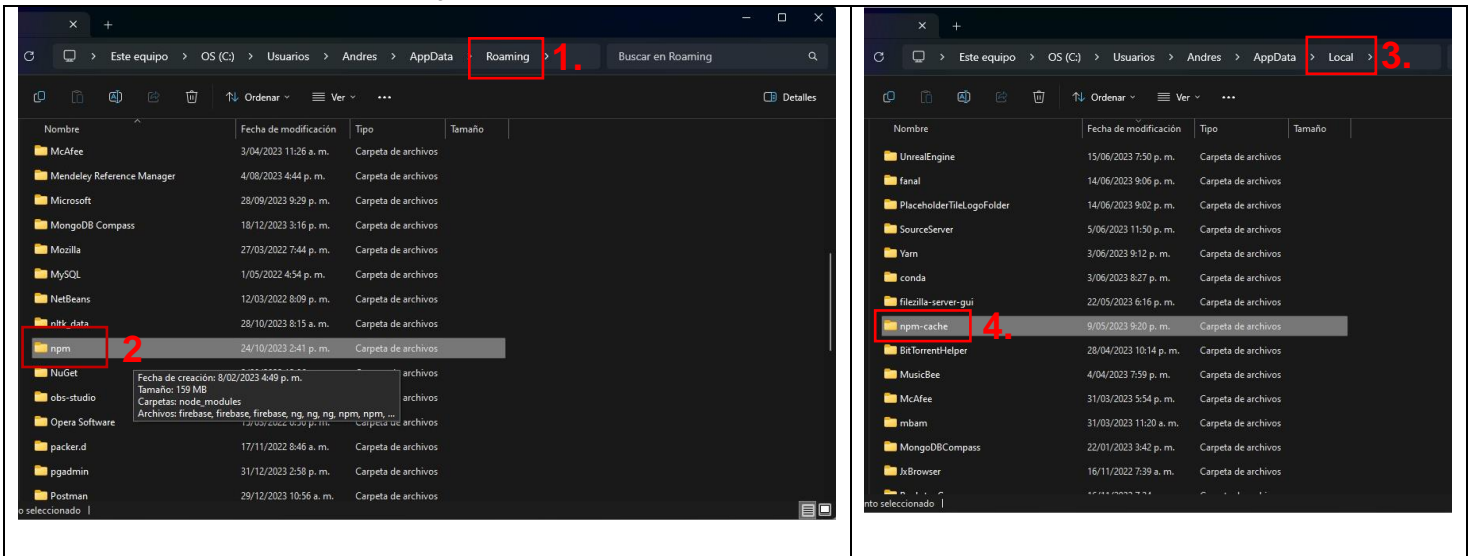 Este equipo > OS (C:) > Usuarios > Andres > AppData > Roaming > 1. Buscar en Roaming
Ordenar Ver ... Detalles
Nombre Fecha de modificación Tipo Tamaño
McAfee 3/04/2023 11:26 a. m. Carpeta de archivos
Mendeley Reference Manager 4/08/2023 4:44 p. m. Carpeta de archivos
Microsoft 28/09/2023 9:29 p. m. Carpeta de archivos
MongoDB Compass 18/12/2023 3:16 p. m. Carpeta de archivos
Mozilla 27/03/2022 7:44 p. m. Carpeta de archivos
MySQL 1/05/2022 4:54 p. m. Carpeta de archivos
NetBeans 12/03/2022 8:09 p. m. Carpeta de archivos
nltk_data 28/10/2023 8:15 a. m. Carpeta de archivos
npm 2 24/10/2023 2:41 p. m. Carpeta de archivos
NuGet archivos
Fecha de creación: 8/02/2023 4:49 p. m.
Tamaño: 159 MB
obs-studio archivos
Carpetas: node_modules
Archivos: firebase, firebase, firebase, ng, ng, ng, npm, npm, ...
Opera Software Carpeta de archivos
packer.d 17/11/2022 8:46 a. m. Carpeta de archivos
pgadmin 31/12/2023 2:58 p. m. Carpeta de archivos
Postman 29/12/2023 10:56 a. m. Carpeta de archivos
o seleccionado
Este equipo > OS (C:) > Usuarios > Andres > AppData > Local > 3.
Ordenar Ver ...
Nombre Fecha de modificación Tipo Tamaño
UnrealEngine 15/06/2023 7:50 p. m. Carpeta de archivos
fanal 14/06/2023 9:06 p. m. Carpeta de archivos
PlaceholderTileLogoFolder 14/06/2023 9:02 p. m. Carpeta de archivos
SourceServer 5/06/2023 11:50 p. m. Carpeta de archivos
Yarn 3/06/2023 9:12 p. m. Carpeta de archivos
conda 3/06/2023 8:27 p. m. Carpeta de archivos
filezilla-server-gui 22/05/2023 6:16 p. m. Carpeta de archivos
npm-cache 4. 9/05/2023 9:20 p. m. Carpeta de archivos
BitTorrentHelper 28/04/2023 10:14 p. m. Carpeta de archivos
MusicBee 4/04/2023 7:59 p. m. Carpeta de archivos
McAfee 31/03/2023 5:54 p. m. Carpeta de archivos
mbam 31/03/2023 11:20 a. m. Carpeta de archivos
MongoDBCompass 22/01/2023 3:42 p. m. Carpeta de archivos
JxBrowser 16/11/2022 7:39 a. m. Carpeta de archivos
nto seleccionado